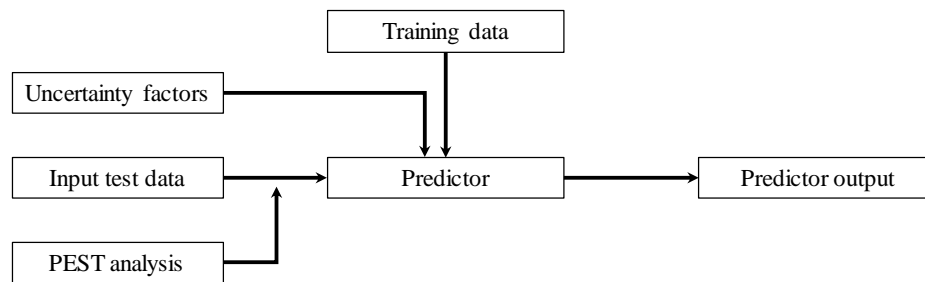 Training data
Uncertainty factors
Input test data
Predictor
Predictor output
PEST analysis